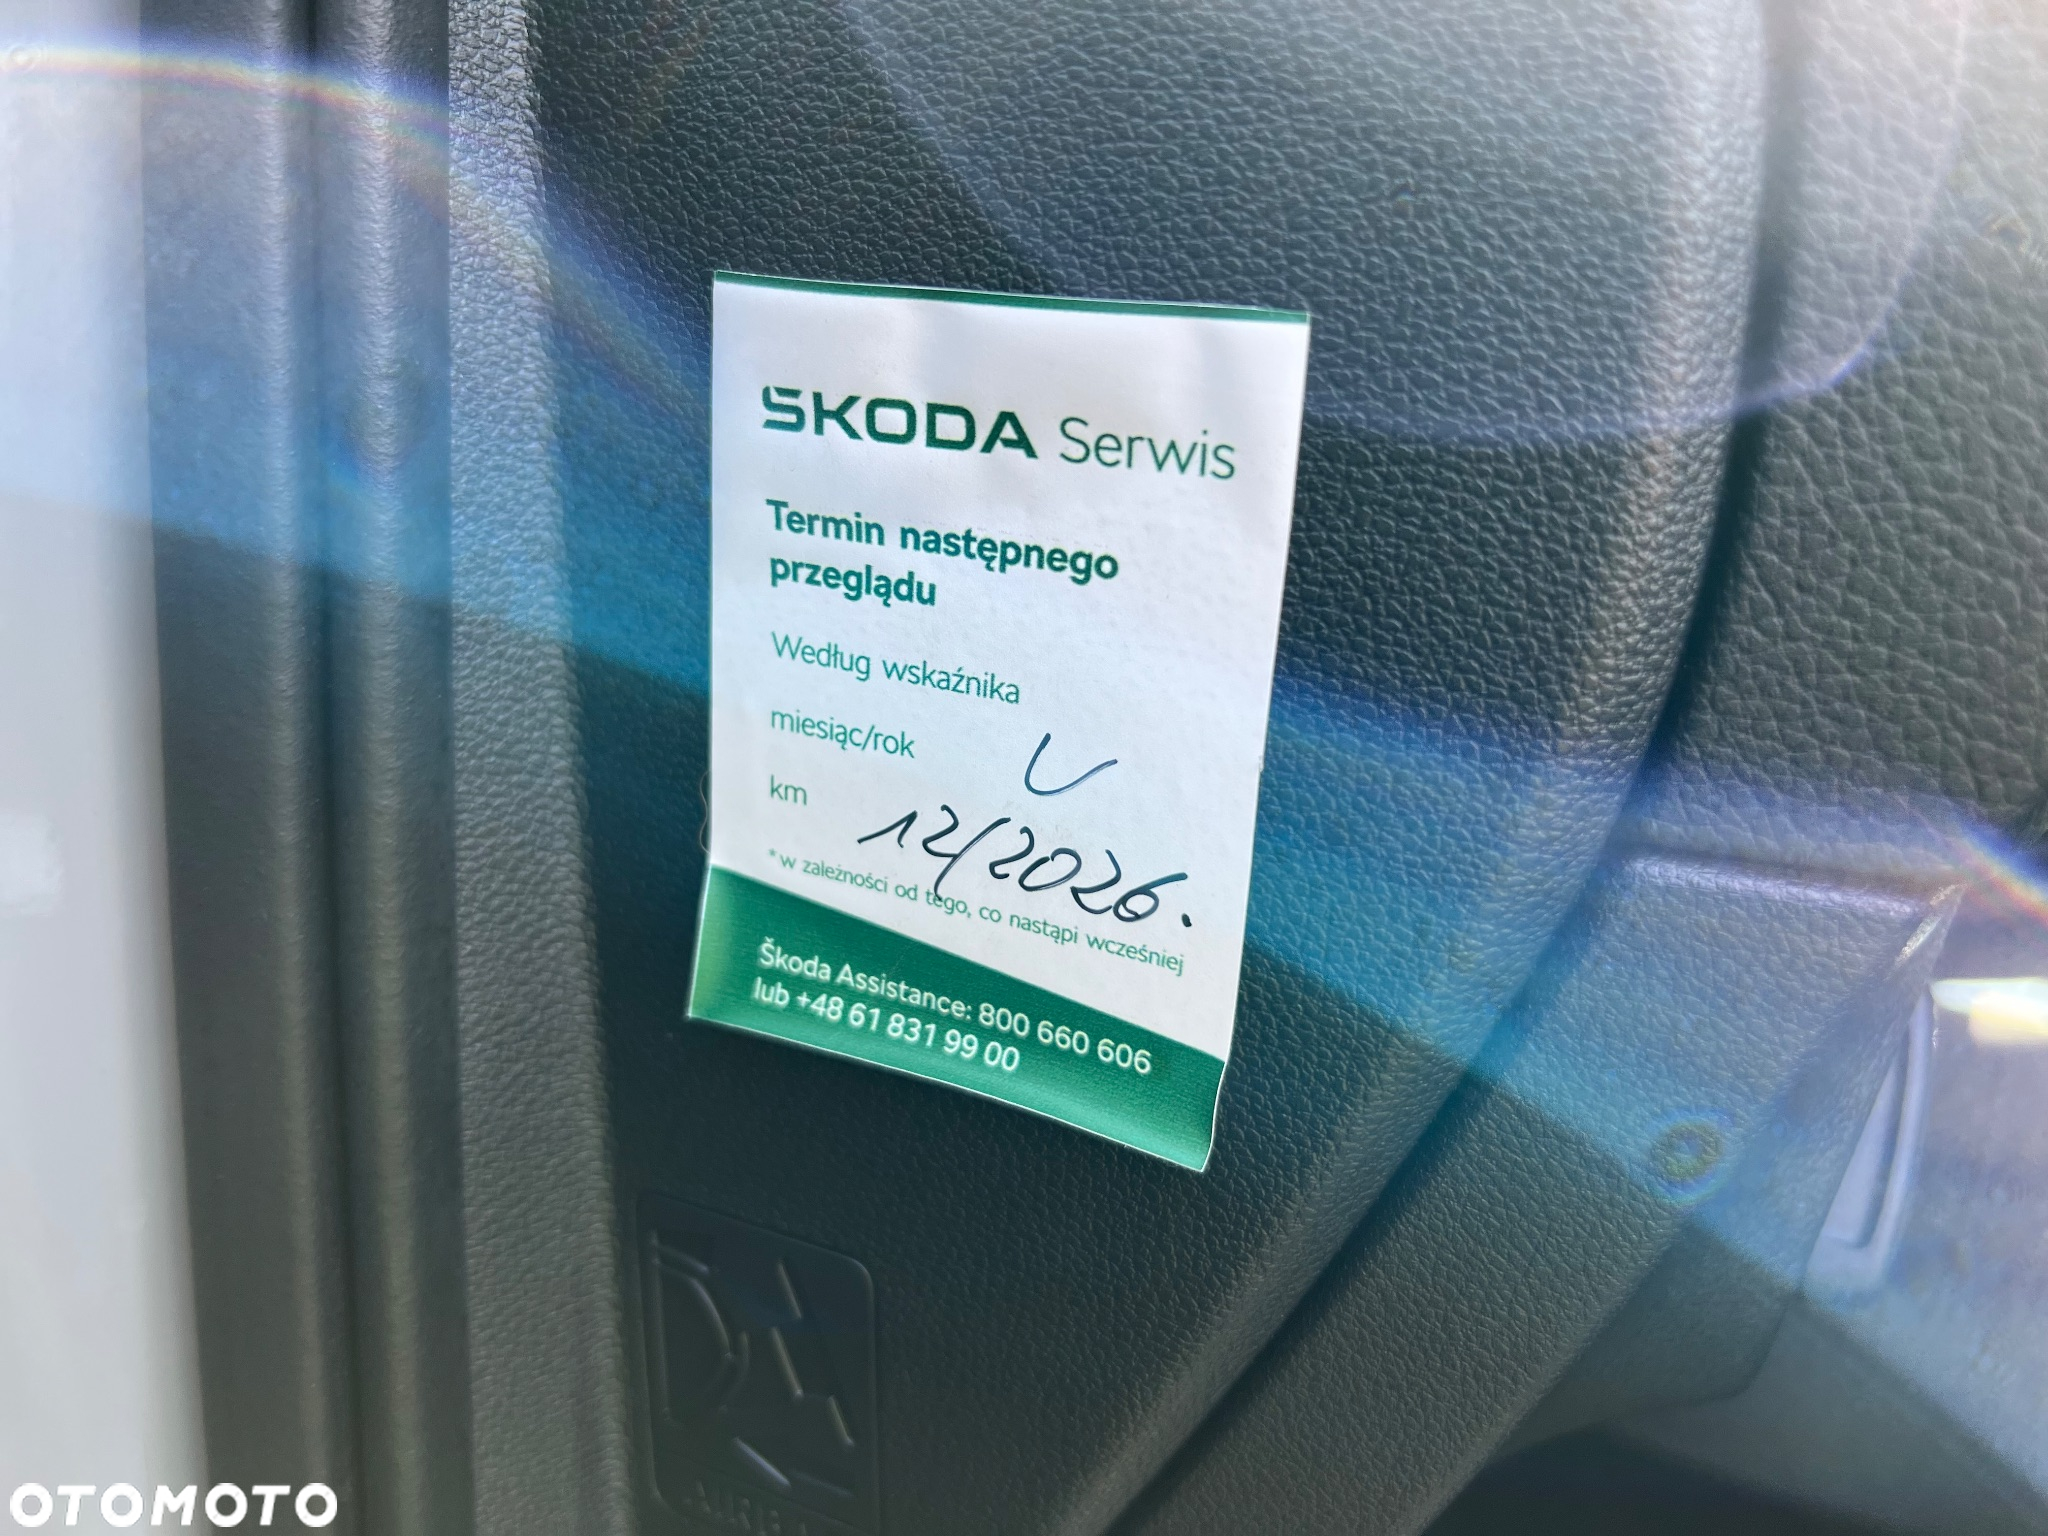 ŠKODA Serwis
Termin następnego
przeglądu
Według wskaźnika
miesiąc/rok
km
12/2026.
*w zależności od tego, co nastąpi wcześniej
Škoda Assistance: 800 660 606
lub +48 61 831 99 00
OTOMOTO